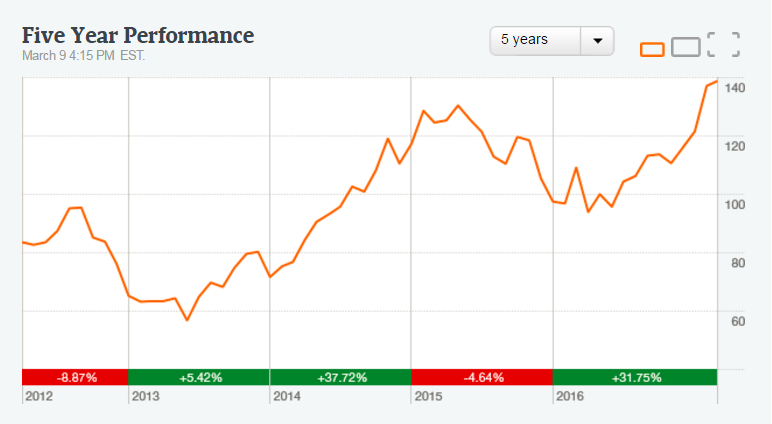 Five Year Performance
March 9 4:15 PM EST.
5 years
140
120
100
80
60
-8.87% +5.42% +37.72% -4.64% +31.75%
2012 2013 2014 2015 2016